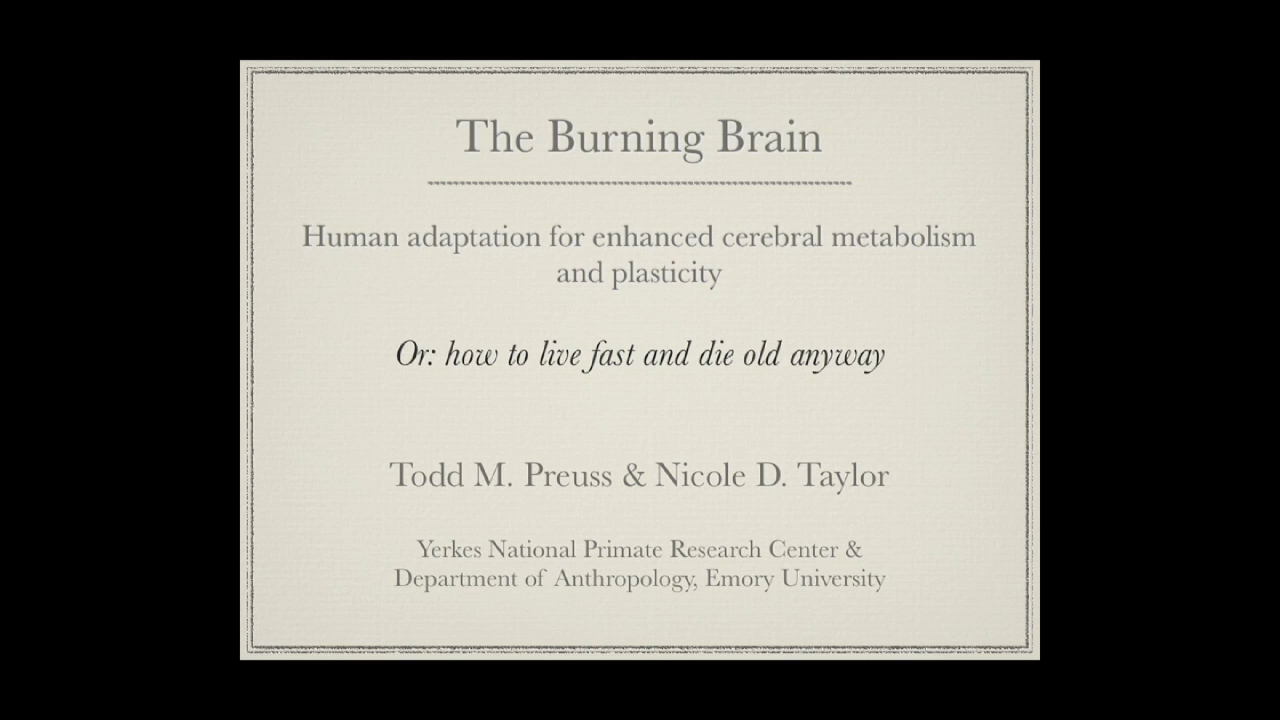 The Burning Brain
Human adaptation for enhanced cerebral metabolism
and plasticity
Or: how to live fast and die old anyway
Todd M. Preuss & Nicole D. Taylor
Yerkes National Primate Research Center &
Department of Anthropology, Emory University